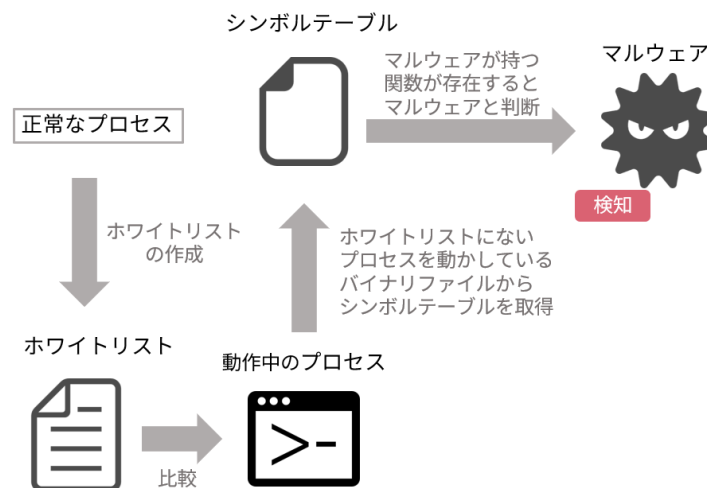 シンボルテーブル
マルウェアが持つ
関数が存在すると
マルウェアと判断
マルウェア
正常なプロセス
検知
ホワイトリスト
の作成
ホワイトリストにない
プロセスを動かしている
バイナリファイルから
シンボルテーブルを取得
ホワイトリスト
動作中のプロセス
比較